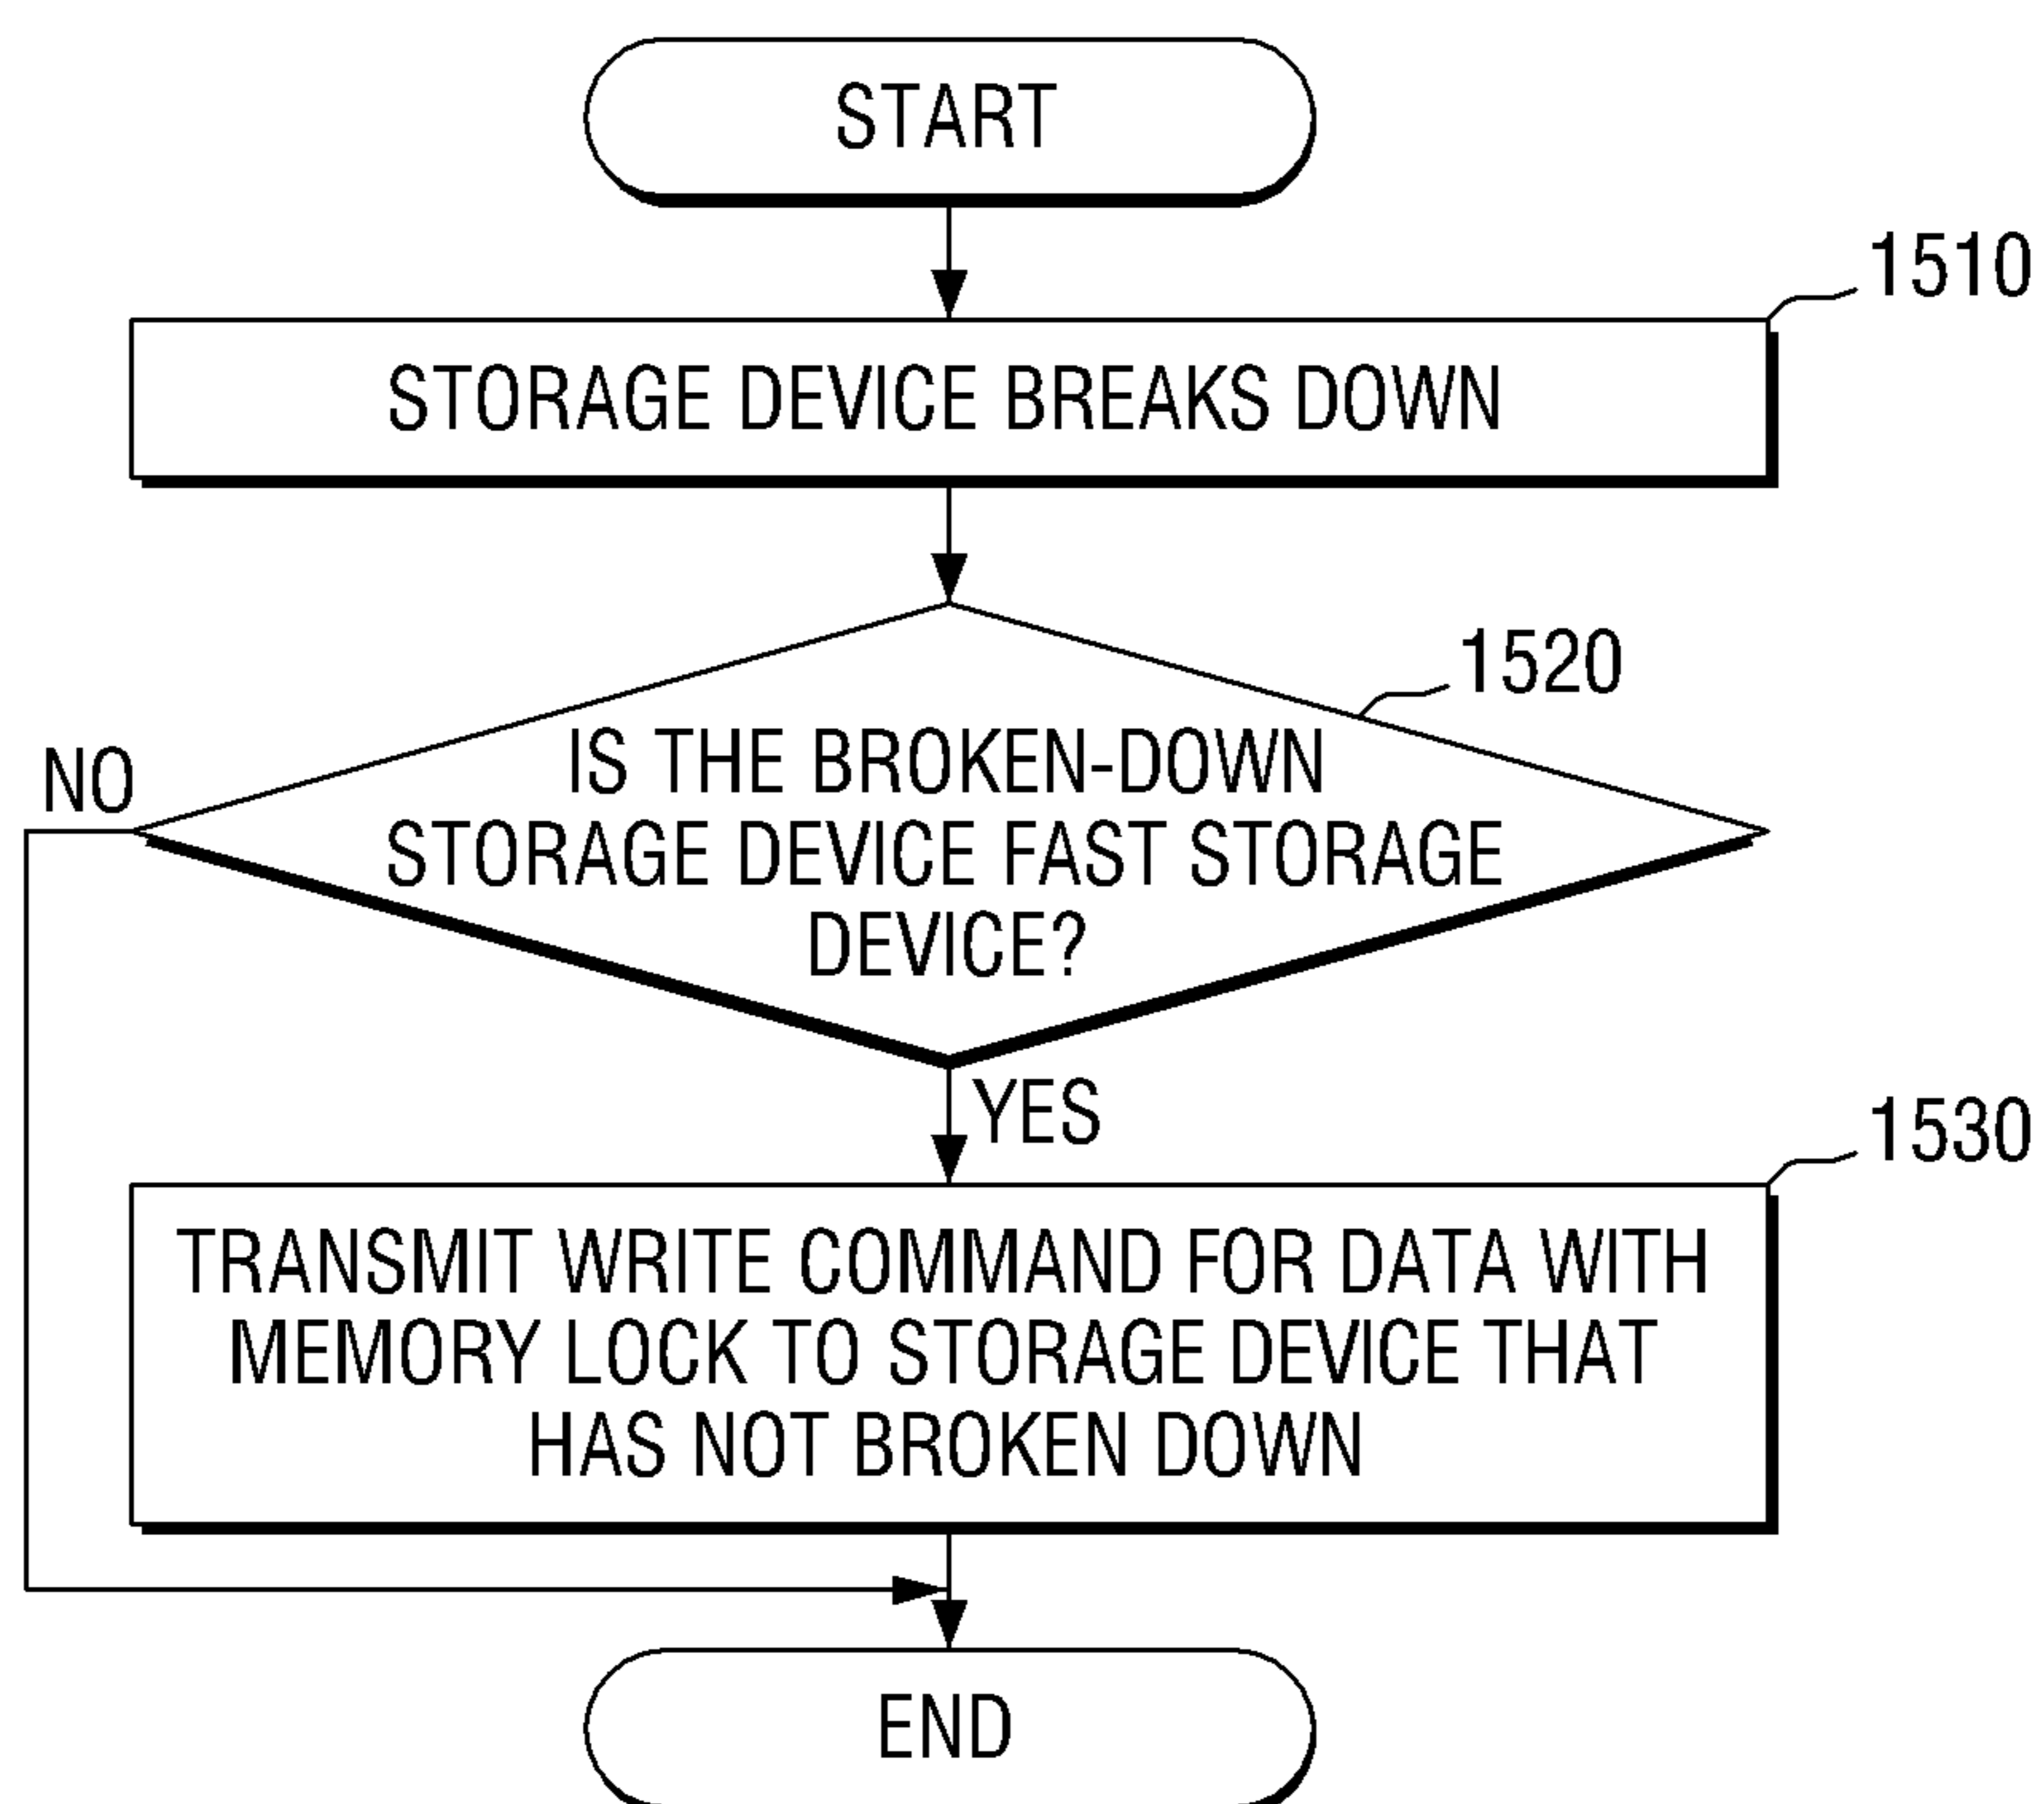 START
1510
STORAGE DEVICE BREAKS DOWN
1520
IS THE BROKEN-DOWN
STORAGE DEVICE FAST STORAGE
DEVICE?
NO
YES
1530
TRANSMIT WRITE COMMAND FOR DATA WITH
MEMORY LOCK TO STORAGE DEVICE THAT
HAS NOT BROKEN DOWN
END